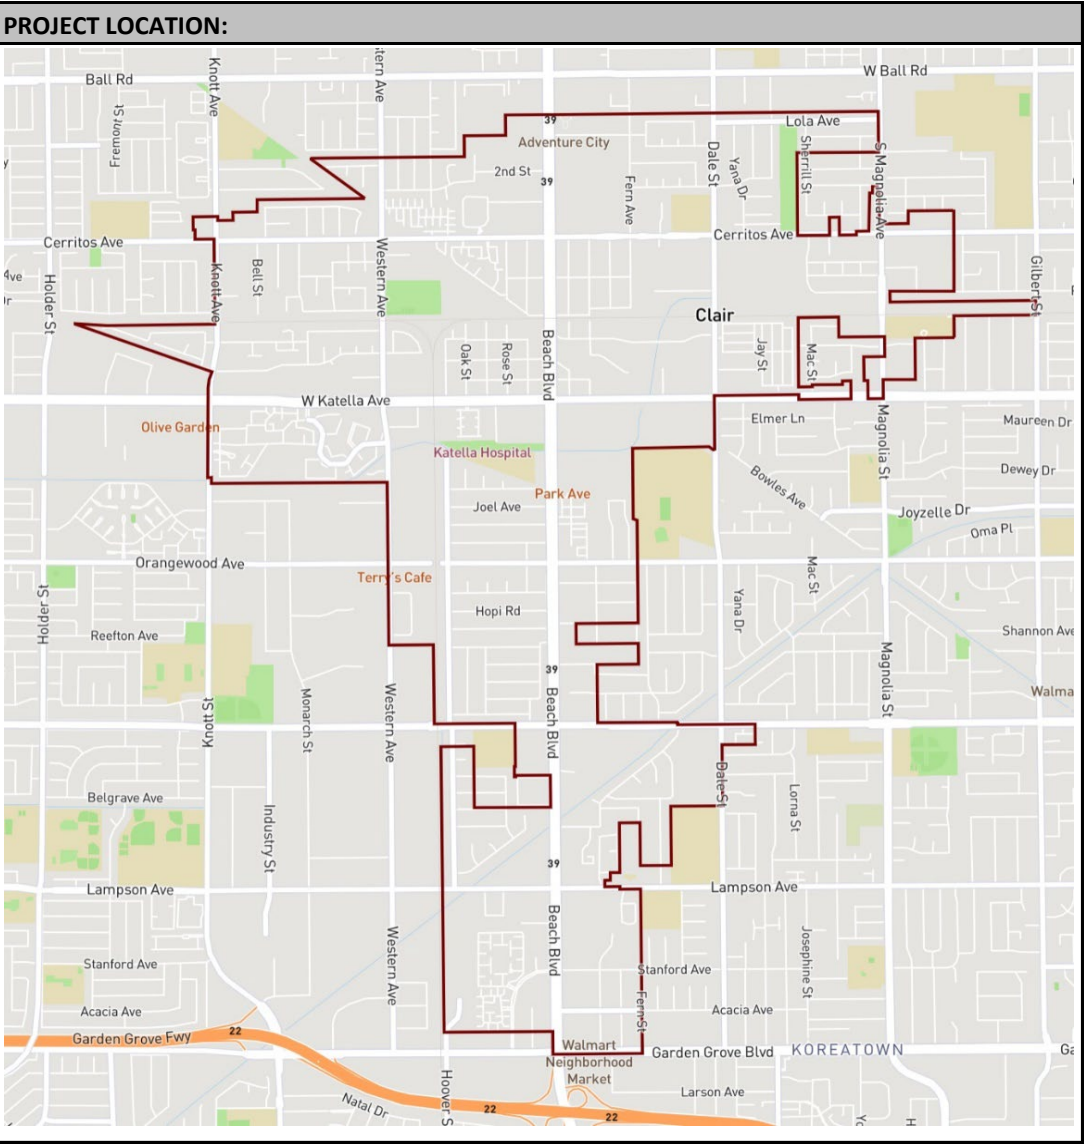 PROJECT LOCATION:
Ball Rd
Knott Ave
tern Ave
W Ball Rd
Fremont St
39
Lola Ave
Adventure City
2nd St
39
Fern Ave
Dale St
Yana Dr
Sherrill St
S Magnolia Ave
Cerritos Ave
Cerritos Ave
Holder St
Knott Ave
Bell St
Western Ave
Gilbert St
Clair
Beach Blvd
Oak St
Rose St
Jay St
Mac St
W Katella Ave
Olive Garden
Elmer Ln
Magnolia St
Maureen Dr
Katella Hospital
Park Ave
Joel Ave
Bowles Ave
Dewey Dr
Joyzelle Dr
Oma Pl
Orangewood Ave
Terry's Cafe
Mac St
Holder St
Hopi Rd
Yana Dr
Reefton Ave
Shannon Ave
39
Magnolia St
Walma
Knott St
Monarch St
Western Ave
Beach Blvd
Dale St
Belgrave Ave
Industry St
Lorna St
39
Lampson Ave
Lampson Ave
Western Ave
Beach Blvd
Josephine St
Stanford Ave
Stanford Ave
Fern St
Acacia Ave
Acacia Ave
22
Garden Grove Fwy
Walmart
Neighborhood
Market
Garden Grove Blvd
KOREATOWN
Ga
Hoover S
Natal Dr
Larson Ave
22
22